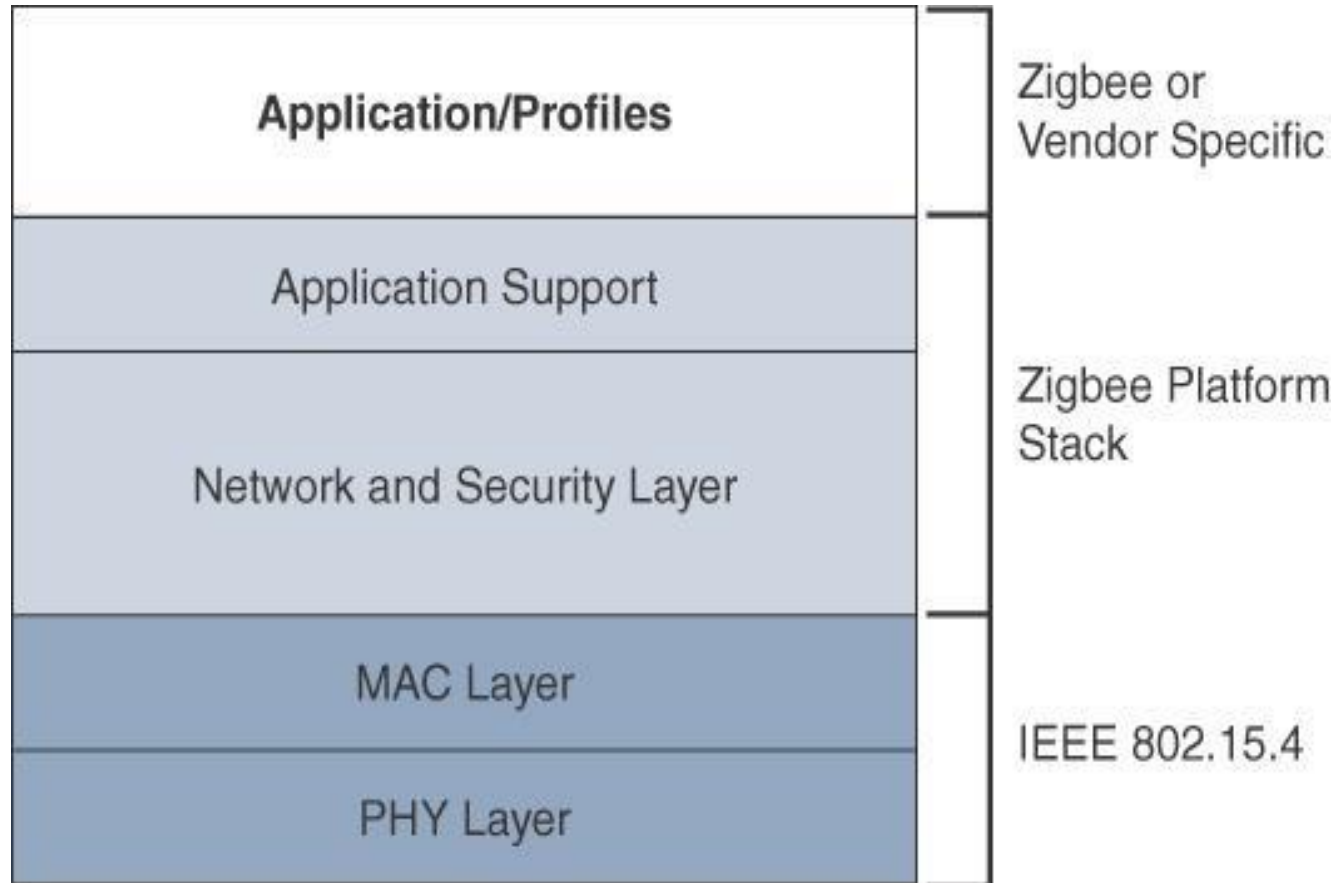 Application/Profiles
Zigbee or
Vendor Specific
Application Support
Network and Security Layer
Zigbee Platform
Stack
MAC Layer
PHY Layer
IEEE 802.15.4